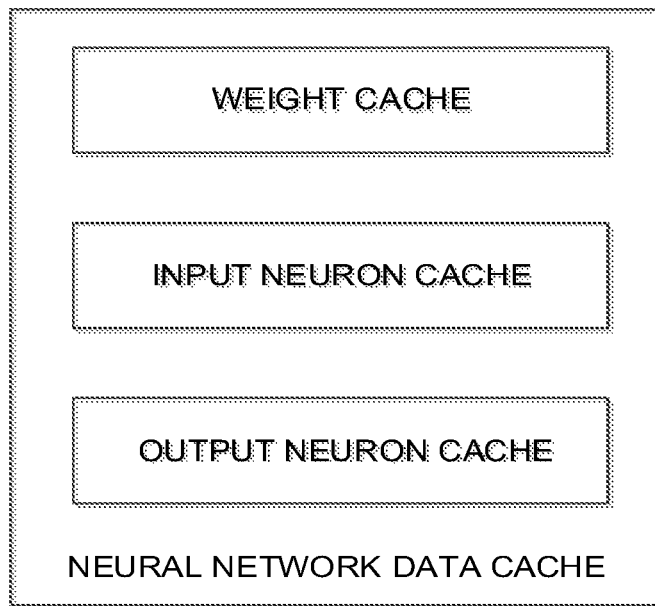 WEIGHT CACHE
INPUT NEURON CACHE
OUTPUT NEURON CACHE
NEURAL NETWORK DATA CACHE